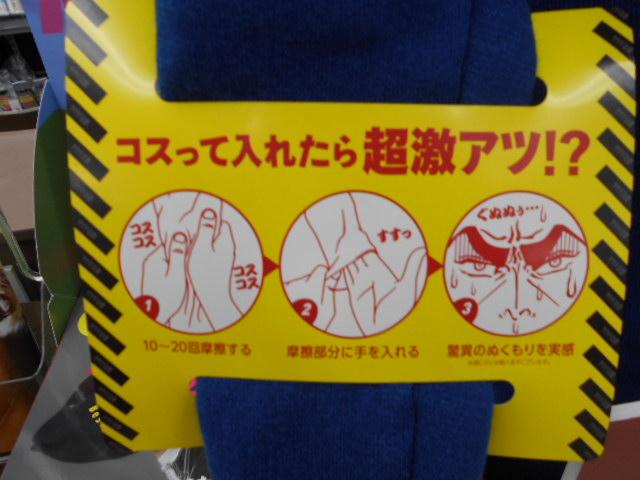 コスって入れたら超激アツ!?
コス
コス
コス
コス
1
すすっ
2
ぐぬぬぅ…
3
10〜20回摩擦する
摩擦部分に手を入れる
驚異のぬくもりを実感